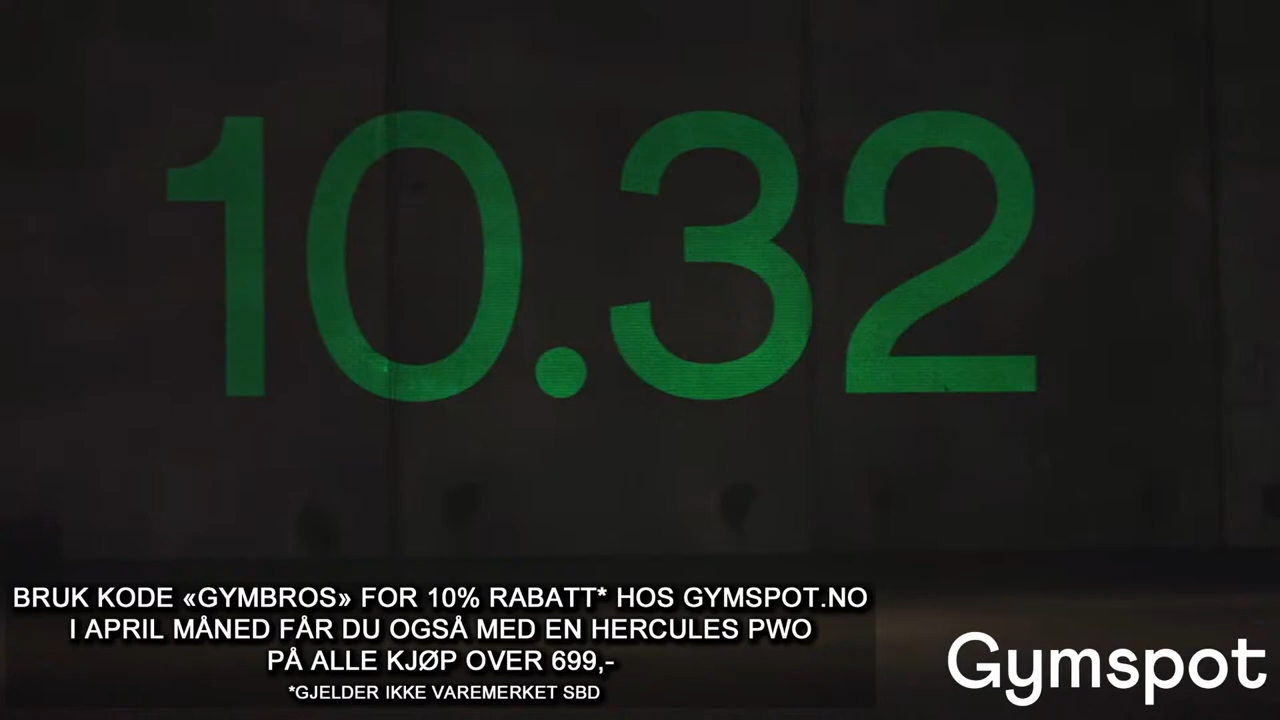 10.32
BRUK KODE «GYMBROS» FOR 10% RABATT* HOS GYMSPOT.NO
I APRIL MÅNED FÅR DU OGSÅ MED EN HERCULES PWO
PÅ ALLE KJØP OVER 699,-
*GJELDER IKKE VAREMERKET SBD
Gymspot